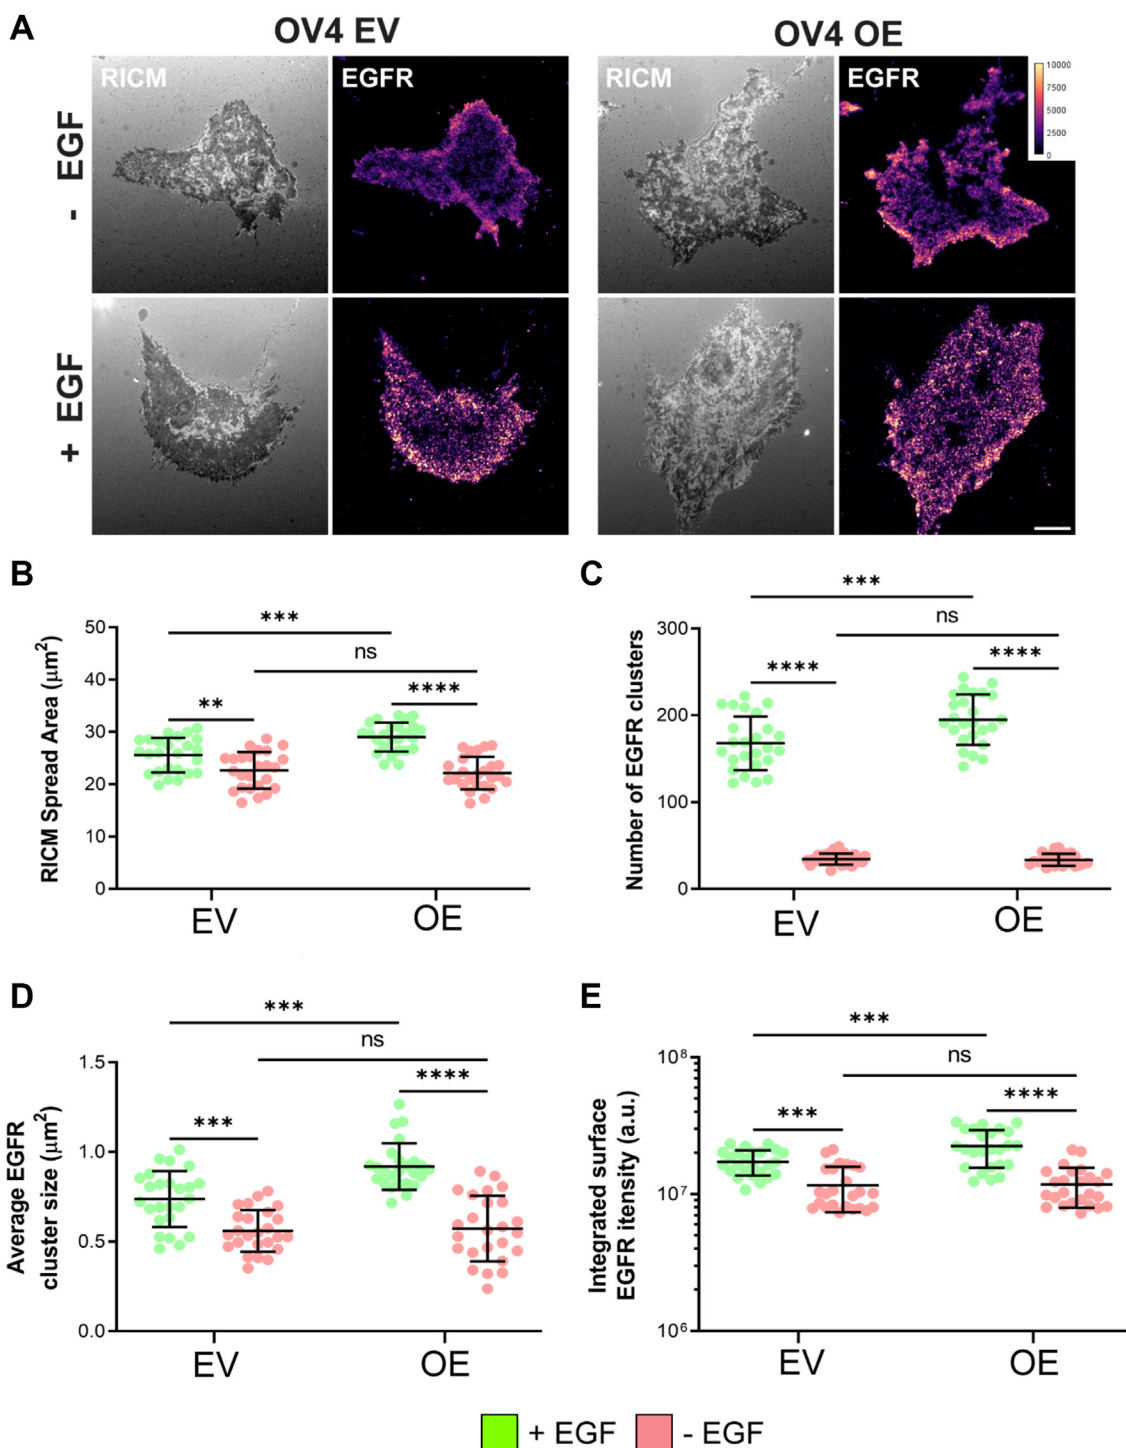 A
OV4 EV
OV4 OE
RICM
EGFR
RICM
EGFR
10000
7500
5000
2500
0
- EGF
+ EGF
B
***
ns
**
****
50
40
30
20
10
0
RICM Spread Area (µm²)
EV
OE
C
***
ns
****
****
300
200
100
0
Number of EGFR clusters
EV
OE
D
***
ns
***
****
1.5
1.0
0.5
0.0
Average EGFR
cluster size (µm²)
EV
OE
E
***
ns
***
****
10⁸
10⁷
10⁶
Integrated surface
EGFR itensity (a.u.)
EV
OE
+ EGF
- EGF